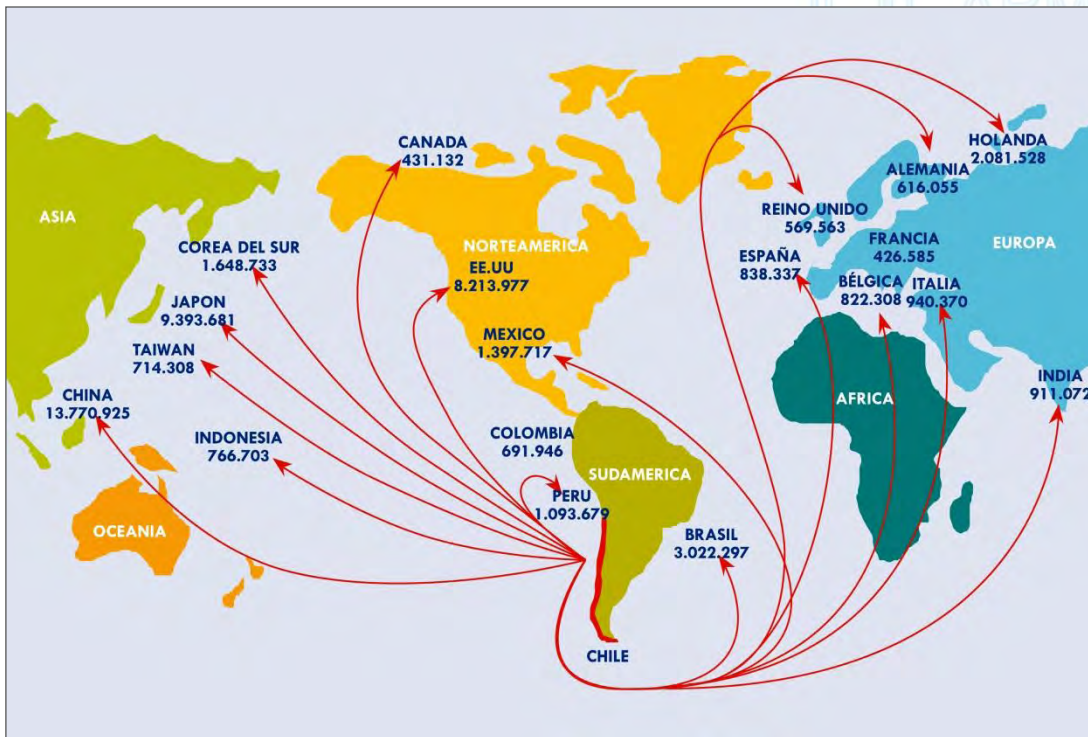 CANADA
431.132
HOLANDA
2.081.528
ALEMANIA
616.055
ASIA
REINO UNIDO
569.563
NORTEAMERICA
COREA DEL SUR
1.648.733
EE.UU
8.213.977
ESPAÑA
838.337
FRANCIA
426.585
EUROPA
BÉLGICA
822.308
ITALIA
940.370
JAPON
9.393.681
MEXICO
1.397.717
TAIWAN
714.308
CHINA
13.770.925
INDIA
911.072
AFRICA
INDONESIA
766.703
COLOMBIA
691.946
SUDAMERICA
PERU
1.093.679
OCEANIA
BRASIL
3.022.297
CHILE